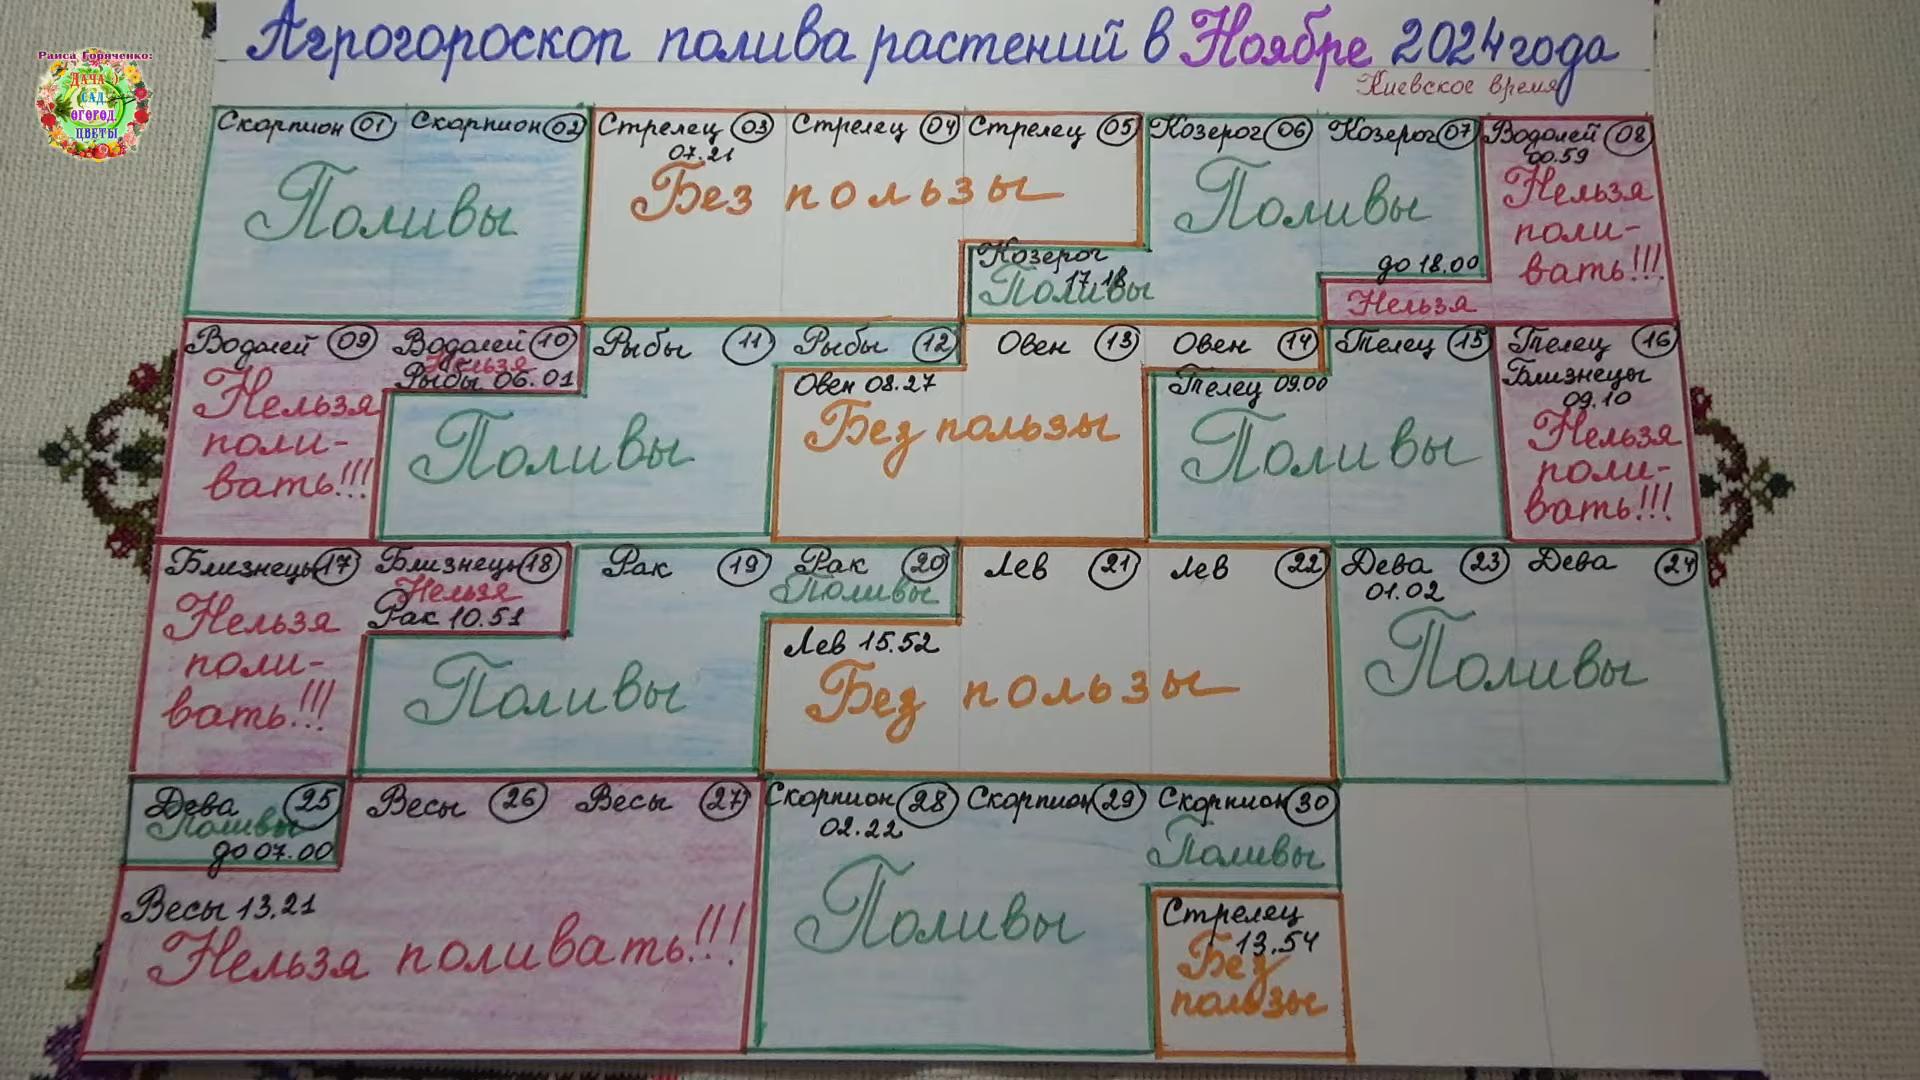 Агрогороскоп полива растений в Ноябре 2024 года
Раиса Горяченко:
ДАЧА
САД,
ОГОРОД,
ЦВЕТЫ
Киевское время
Скорпион 01 Скорпион 02 Стрелец 03 Стрелец 04 Стрелец 05 Козерог 06 Козерог 07 Водолей 08
07.21 00.59
Поливы
Без пользы
Козерог
17.18
Поливы
Поливы
до 18.00
Нельзя
Нельзя
поли-
вать!!!
Водолей 09 Водолей 10 Рыбы 11 Рыбы 12 Овен 13 Овен 14 Телец 15 Телец 16
Нельзя
поли-
вать!!!
Нельзя
Рыбы 06.01
Поливы
Овен 08.27
Без пользы
Телец 09.00
Поливы
Близнецы
09.10
Нельзя
поли-
вать!!!
Близнецы 17 Близнецы 18 Рак 19 Рак 20 Лев 21 Лев 22 Дева 23 Дева 24
Нельзя
поли-
вать!!!
Нельзя
Рак 10.51
Поливы
Поливы
Лев 15.52
Без пользы
01.02
Поливы
Дева 25 Весы 26 Весы 27 Скорпион 28 Скорпион 29 Скорпион 30
Поливы
до 07.00
Весы 13.21
Нельзя поливать!!!
02.22
Поливы
Поливы
Стрелец
13.54
Без
пользы